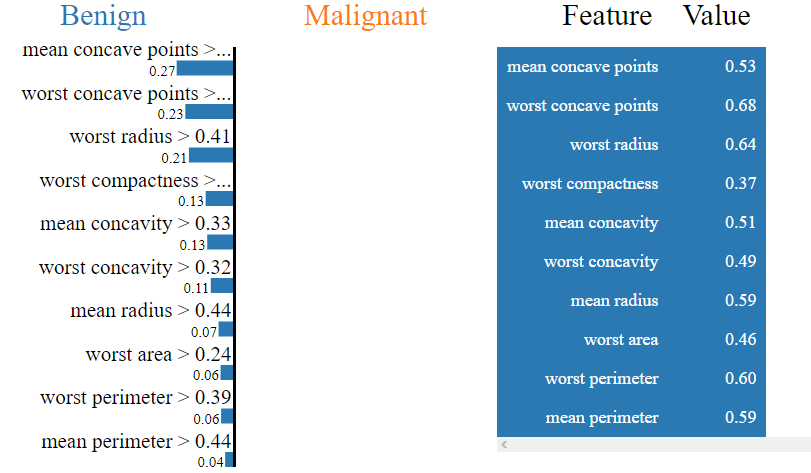 Benign Malignant Feature Value
mean concave points >...
0.27
worst concave points >...
0.23
worst radius > 0.41
0.21
worst compactness >...
0.13
mean concavity > 0.33
0.13
worst concavity > 0.32
0.11
mean radius > 0.44
0.07
worst area > 0.24
0.06
worst perimeter > 0.39
0.06
mean perimeter > 0.44
0.04
mean concave points 0.53
worst concave points 0.68
worst radius 0.64
worst compactness 0.37
mean concavity 0.51
worst concavity 0.49
mean radius 0.59
worst area 0.46
worst perimeter 0.60
mean perimeter 0.59